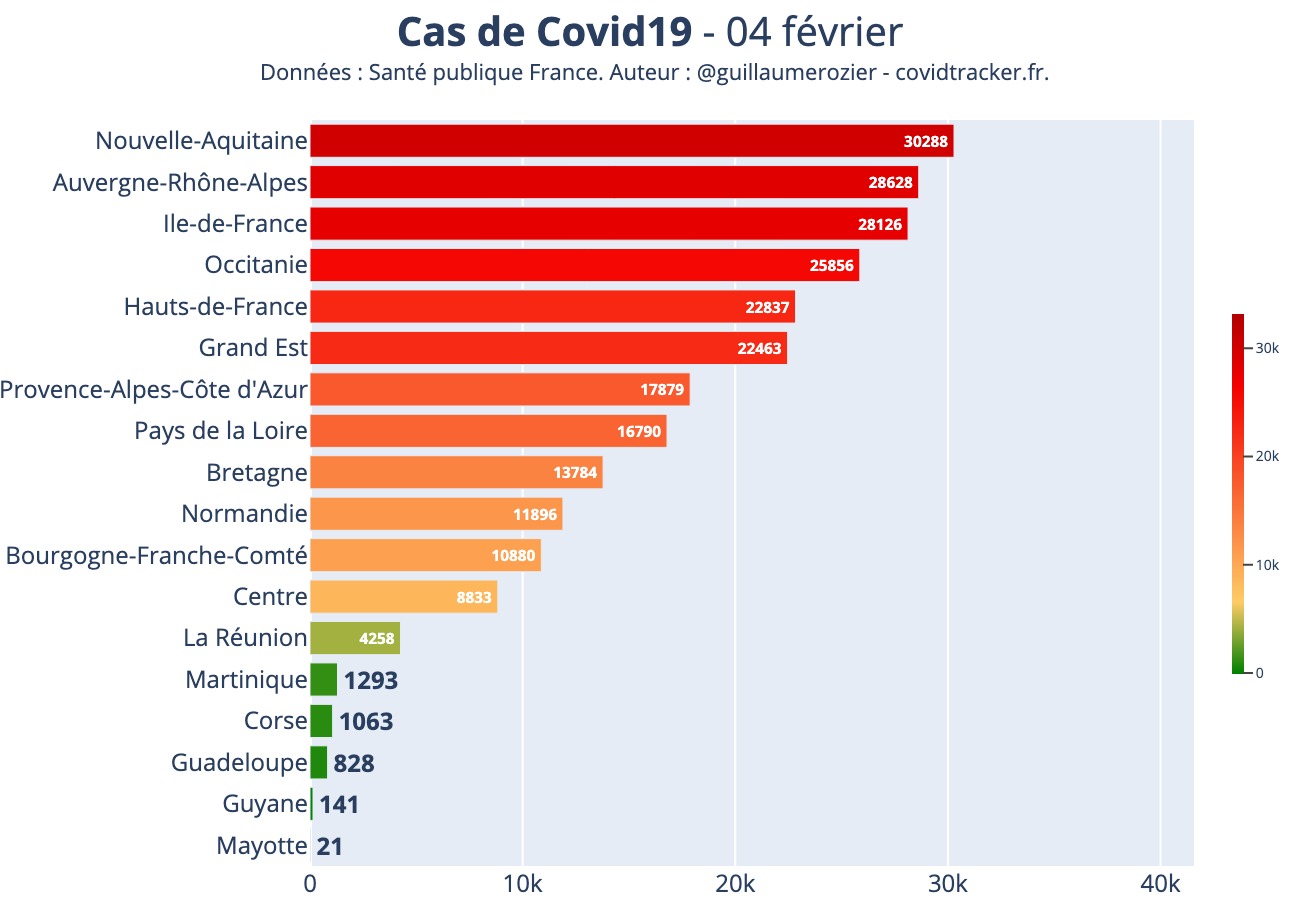 Cas de Covid19 - 04 février
Données : Santé publique France. Auteur : @guillaumerozier - covidtracker.fr.
Nouvelle-Aquitaine 30288
Auvergne-Rhône-Alpes 28628
Ile-de-France 28126
Occitanie 25856
Hauts-de-France 22837
Grand Est 22463
Provence-Alpes-Côte d'Azur 17879
Pays de la Loire 16790
Bretagne 13784
Normandie 11896
Bourgogne-Franche-Comté 10880
Centre 8833
La Réunion 4258
Martinique 1293
Corse 1063
Guadeloupe 828
Guyane 141
Mayotte 21
0 10k 20k 30k 40k
30k
20k
10k
0